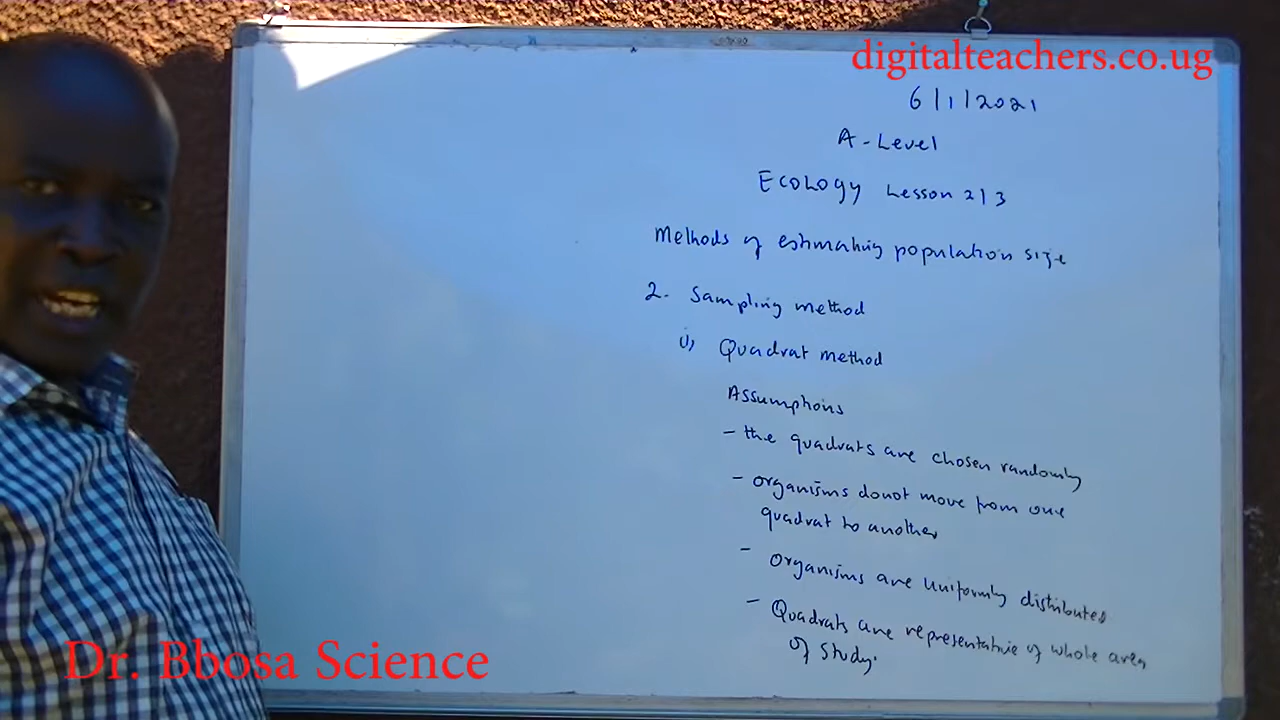 digitalteachers.co.ug
6/1/2021
A-Level
Ecology Lesson 2/3
Methods of estimating population size
2. Sampling method
i) Quadrat method
Assumptions
- the quadrats are chosen randomly
- organisms donot move from one
quadrat to another
- organisms are uniformly distributed
- Quadrats are representative of whole area
of study.
Dr. Bbosa Science